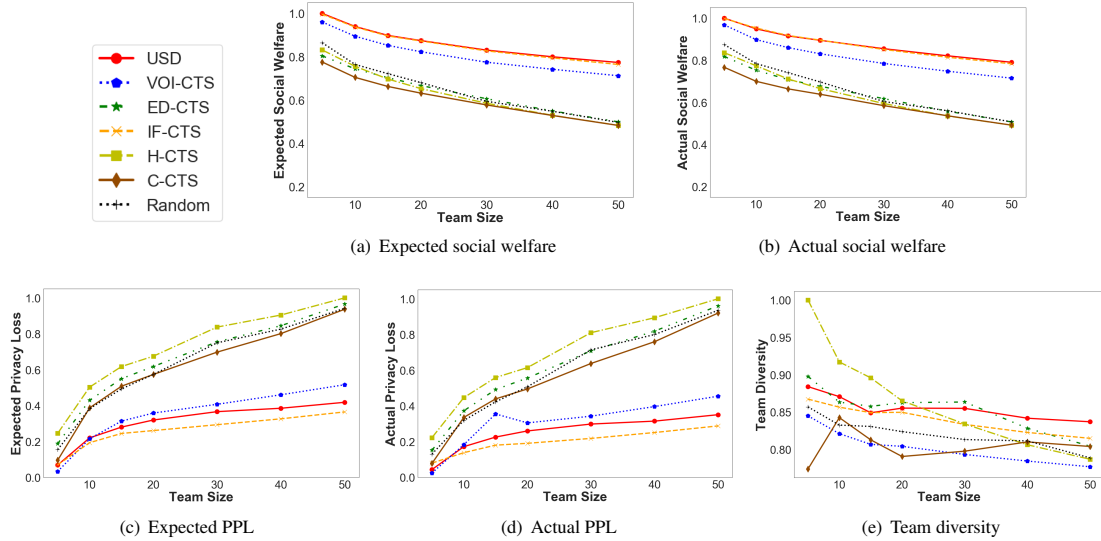 USD
VOI-CTS
ED-CTS
IF-CTS
H-CTS
C-CTS
Random
Expected Social Welfare
1.0
0.8
0.6
0.4
0.2
10 20 30 40 50
Team Size
(a) Expected social welfare
Actual Social Welfare
1.0
0.8
0.6
0.4
0.2
10 20 30 40 50
Team Size
(b) Actual social welfare
Expected Privacy Loss
1.0
0.8
0.6
0.4
0.2
0.0
10 20 30 40 50
Team Size
(c) Expected PPL
Actual Privacy Loss
1.0
0.8
0.6
0.4
0.2
0.0
10 20 30 40 50
Team Size
(d) Actual PPL
Team Diversity
1.00
0.95
0.90
0.85
0.80
10 20 30 40 50
Team Size
(e) Team diversity